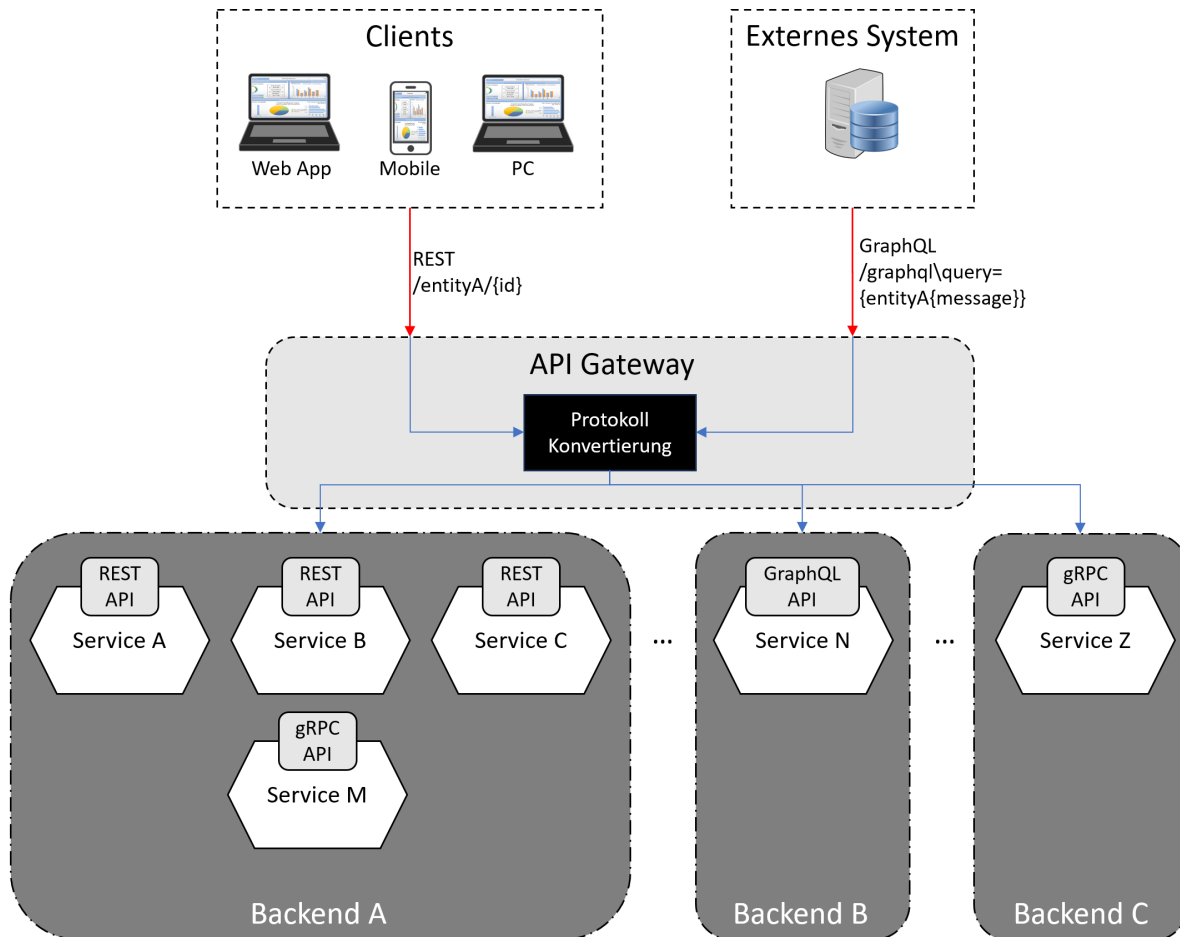 Clients
Externes System
Web App
Mobile
PC
REST
/entityA/{id}
GraphQL
/graphql\query=
{entityA{message}}
API Gateway
Protokoll
Konvertierung
REST
API
Service A
REST
API
Service B
REST
API
Service C
...
GraphQL
API
Service N
...
gRPC
API
Service Z
gRPC
API
Service M
Backend A
Backend B
Backend C